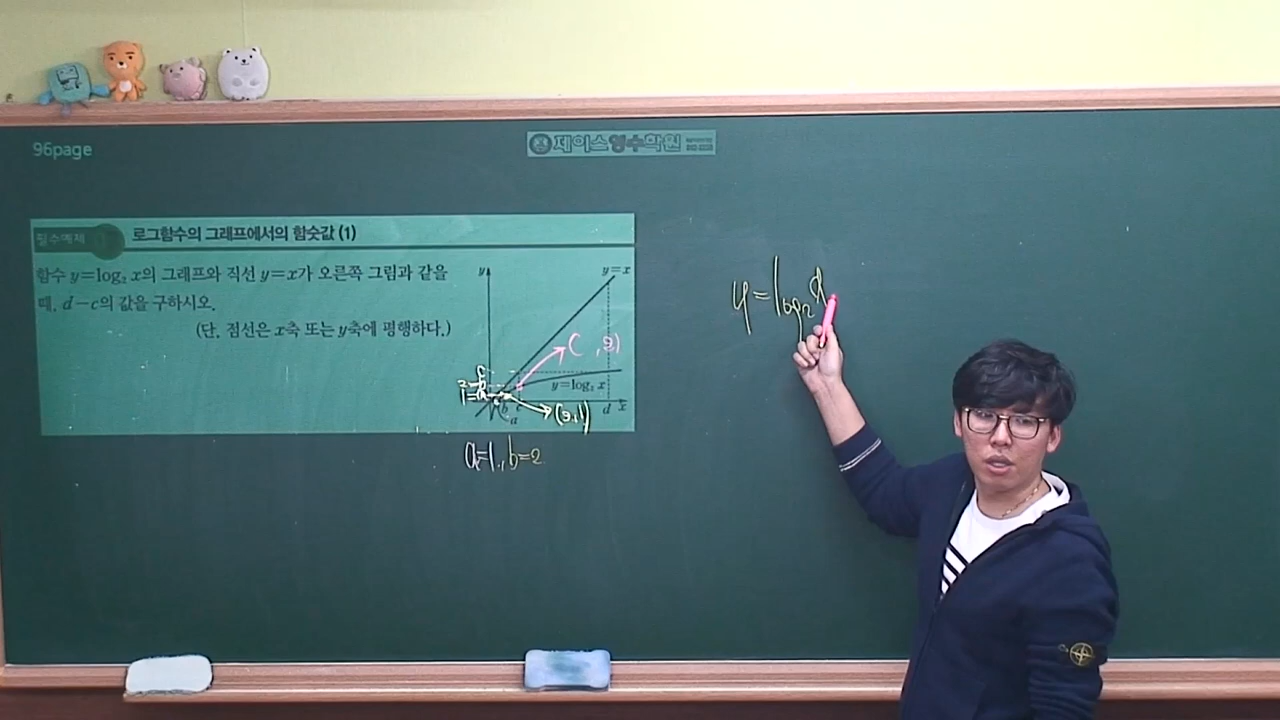 제이스영수학원
96page
필수예제
로그함수의 그래프에서의 함숫값 (1)
함수 y=log₂ x의 그래프와 직선 y=x가 오른쪽 그림과 같을
때, d-c의 값을 구하시오.
(단, 점선은 x축 또는 y축에 평행하다.)
y
y=x
( ,2)
y=log₂ x
b c
a
d x
(2,1)
a=1, b=2
y=log₂x